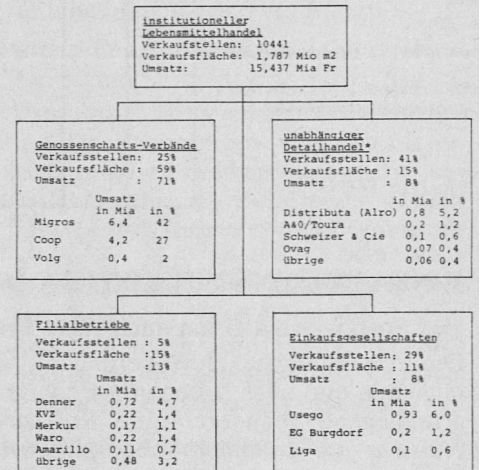 institutioneller
Lebensmittelhandel
Verkaufstellen: 10441
Verkaufsfläche: 1,787 Mio m2
Umsatz: 15,437 Mia Fr
Genossenschafts-Verbände
Verkaufsstellen: 25%
Verkaufsfläche : 59%
Umsatz : 71%
Umsatz
in Mia in %
Migros 6,4 42
Coop 4,2 27
Volg 0,4 2
unabhängiger
Detailhandel*
Verkaufsstellen: 41%
Verkaufsfläche : 15%
Umsatz : 8%
in Mia in %
Distributa (Alro) 0,8 5,2
A&O/Toura 0,2 1,2
Schweizer & Cie 0,1 0,6
Ovag 0,07 0,4
übrige 0,06 0,4
Filialbetriebe
Verkaufsstellen : 5%
Verkaufsfläche :15%
Umsatz :13%
Umsatz
in Mia in %
Denner 0,72 4,7
KVZ 0,22 1,4
Merkur 0,17 1,1
Waro 0,22 1,4
Amarillo 0,11 0,7
übrige 0,48 3,2
Einkaufsgesellschaften
Verkaufsstellen: 29%
Verkaufsfläche : 11%
Umsatz : 8%
Umsatz
in Mia in %
Usego 0,93 6,0
EG Burgdorf 0,2 1,2
Liga 0,1 0,6